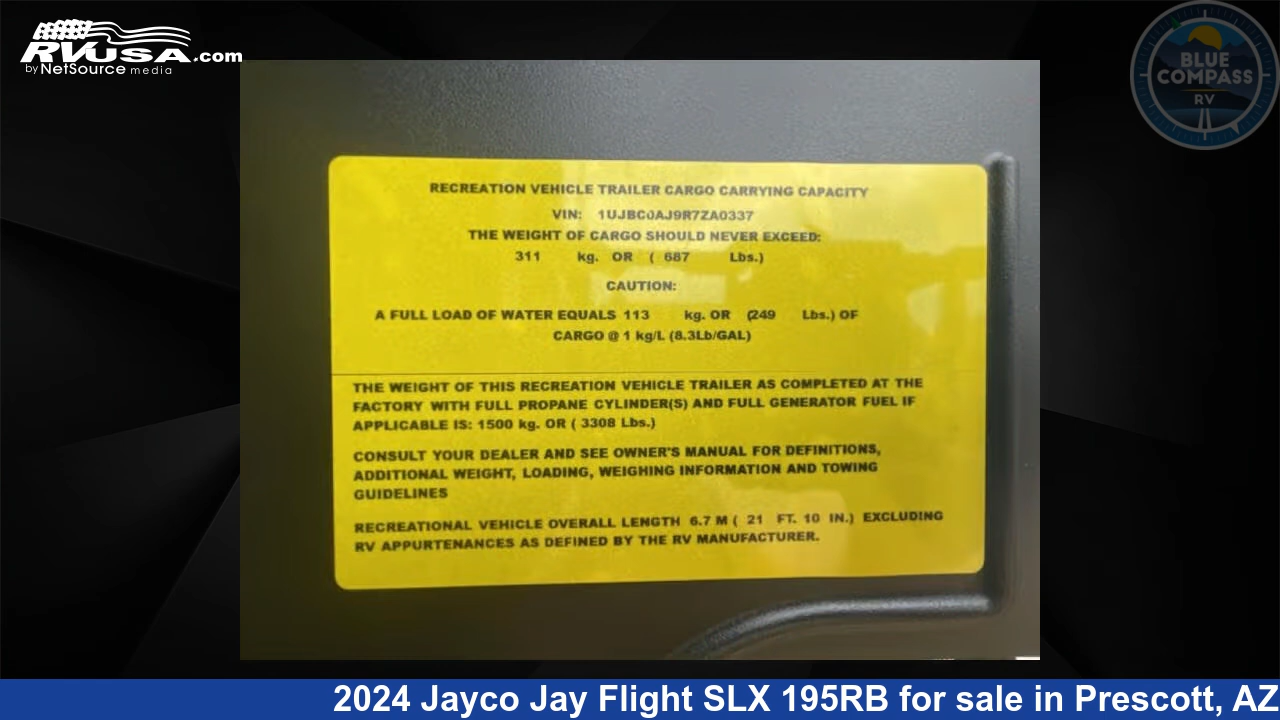 RVUSA.com
by NetSource media
BLUE
COMPASS
RV
RECREATION VEHICLE TRAILER CARGO CARRYING CAPACITY
VIN: 1UJBC0AJ9R7ZA0337
THE WEIGHT OF CARGO SHOULD NEVER EXCEED:
311 kg. OR ( 687 Lbs.)
CAUTION:
A FULL LOAD OF WATER EQUALS 113 kg. OR (249 Lbs.) OF
CARGO @ 1 kg/L (8.3Lb/GAL)
THE WEIGHT OF THIS RECREATION VEHICLE TRAILER AS COMPLETED AT THE
FACTORY WITH FULL PROPANE CYLINDER(S) AND FULL GENERATOR FUEL IF
APPLICABLE IS: 1500 kg. OR ( 3308 Lbs.)
CONSULT YOUR DEALER AND SEE OWNER'S MANUAL FOR DEFINITIONS,
ADDITIONAL WEIGHT, LOADING, WEIGHING INFORMATION AND TOWING
GUIDELINES
RECREATIONAL VEHICLE OVERALL LENGTH 6.7 M ( 21 FT. 10 IN.) EXCLUDING
RV APPURTENANCES AS DEFINED BY THE RV MANUFACTURER.
2024 Jayco Jay Flight SLX 195RB for sale in Prescott, AZ